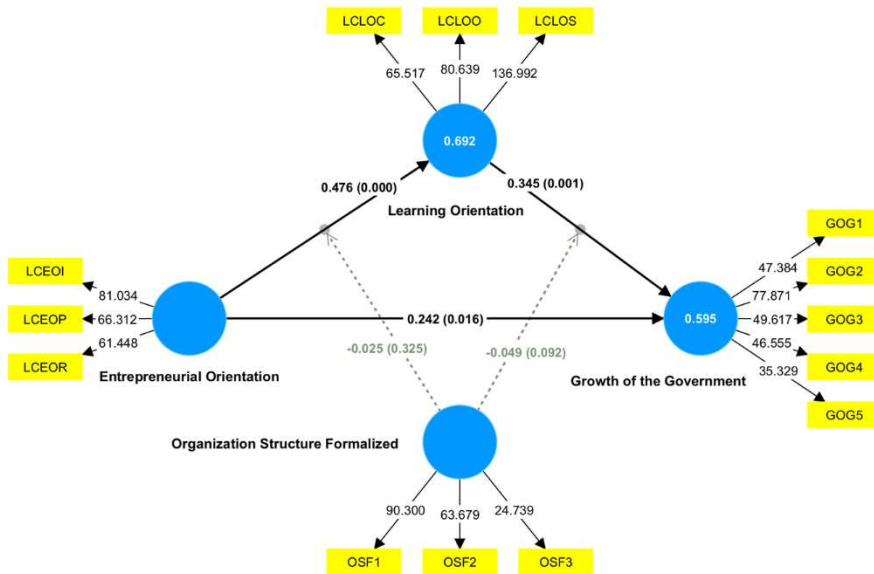 LCLOC LCLOO LCLOS
65.517 80.639 136.992
0.692
0.476 (0.000) 0.345 (0.001)
Learning Orientation
GOG1
47.384
LCEOI
81.034
GOG2
77.871
LCEOP
66.312
0.242 (0.016)
0.595
49.617
GOG3
LCEOR
61.448
46.555
GOG4
-0.025 (0.325) -0.049 (0.092)
35.329
Entrepreneurial Orientation
Growth of the Government
GOG5
Organization Structure Formalized
90.300 63.679 24.739
OSF1 OSF2 OSF3